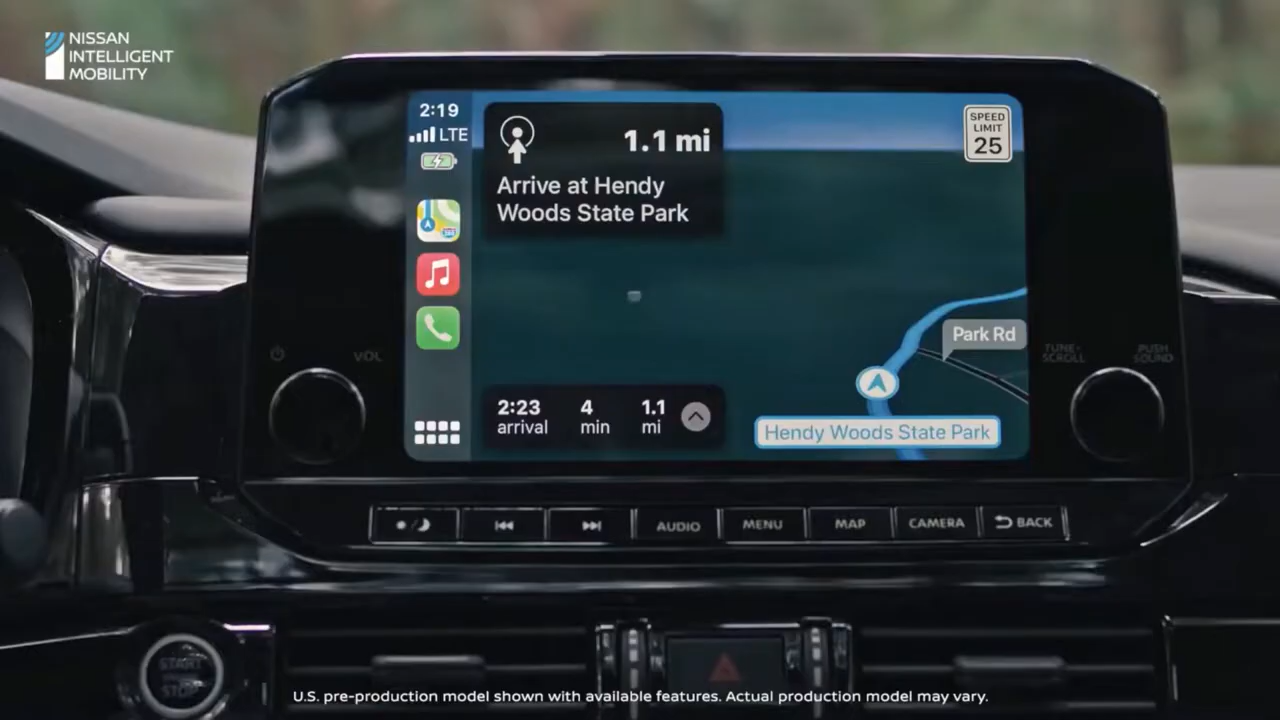 NISSAN
INTELLIGENT
MOBILITY
2:19
LTE
1.1 mi
Arrive at Hendy
Woods State Park
SPEED
LIMIT
25
Park Rd
2:23
arrival
4
min
1.1
mi
Hendy Woods State Park
VOL
TUNE•
SCROLL
PUSH
SOUND
AUDIO
MENU
MAP
CAMERA
BACK
START
STOP
U.S. pre-production model shown with available features. Actual production model may vary.